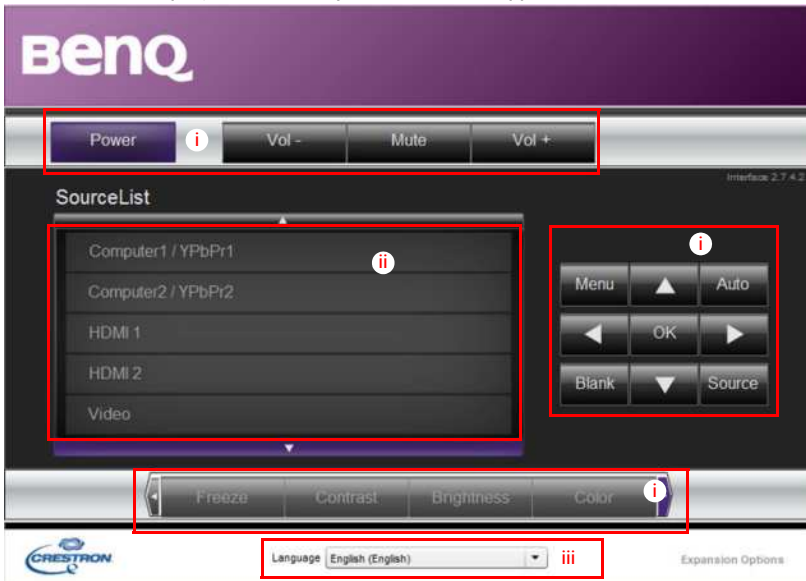 BenQ
Power i Vol - Mute Vol +
Interface 2.7.4.2
SourceList
i
Computer1 / YPbPr1
ii
Computer2 / YPbPr2
HDMI 1
HDMI 2
Video
Menu Auto
OK
Blank Source
Freeze Contrast Brightness Color i
CRESTRON
Language English (English) iii
Expansion Options